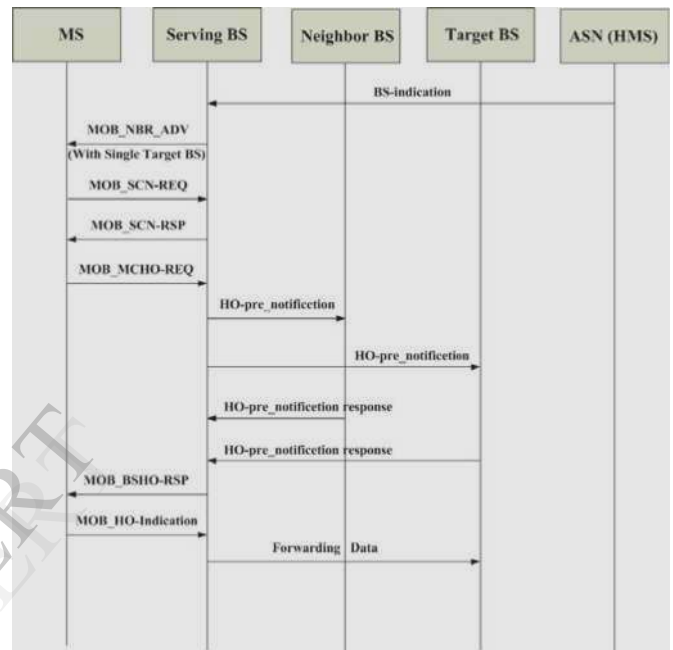 MS Serving BS Neighbor BS Target BS ASN (HMS)
BS-indication
MOB_NBR_ADV
(With Single Target BS)
MOB_SCN-REQ
MOB_SCN-RSP
MOB_MCHO-REQ
HO-pre_notificetion
HO-pre_notificetion
HO-pre_notificetion response
HO-pre_notificetion response
MOB_BSHO-RSP
MOB_HO-Indication
Forwarding Data
ERT